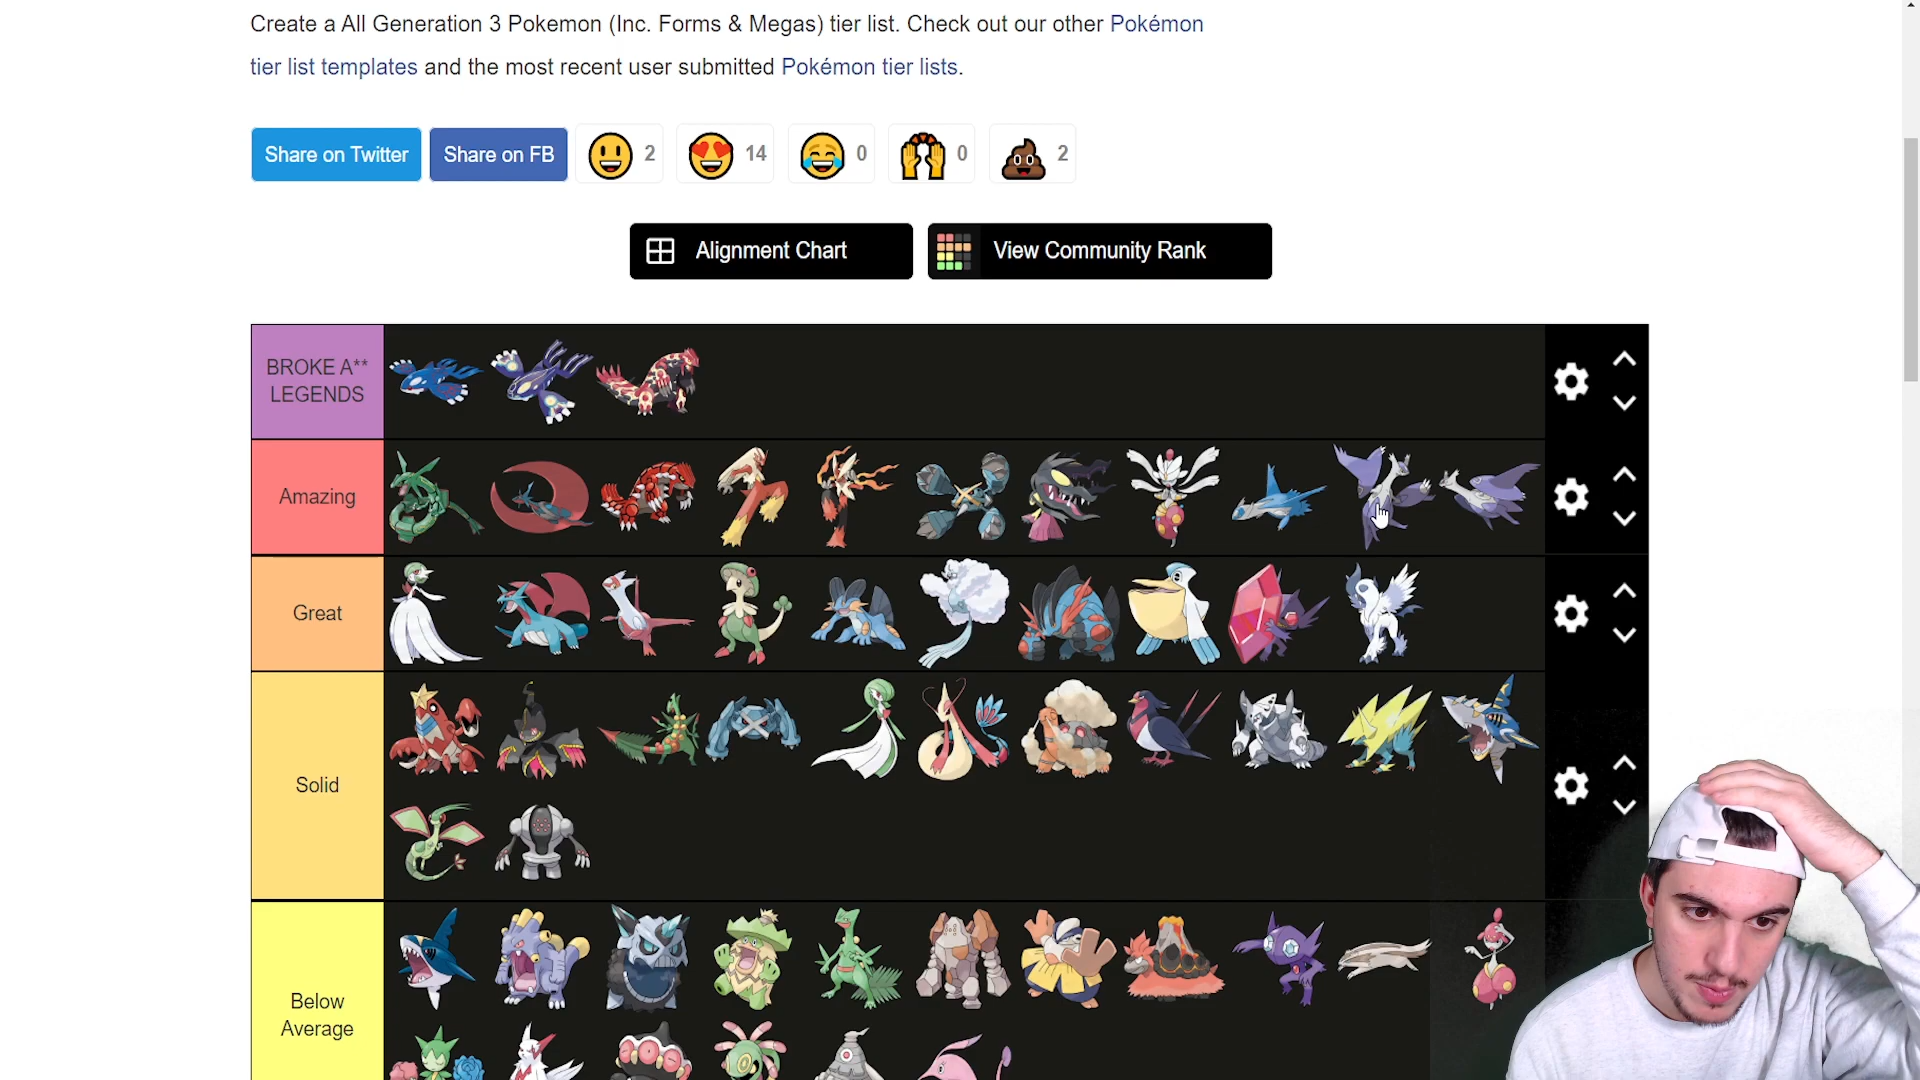 Create a All Generation 3 Pokemon (Inc. Forms & Megas) tier list. Check out our other Pokémon
tier list templates and the most recent user submitted Pokémon tier lists.
Share on Twitter
Share on FB
2
14
0
0
2
Alignment Chart
View Community Rank
BROKE A**
LEGENDS
Amazing
Great
Solid
Below
Average